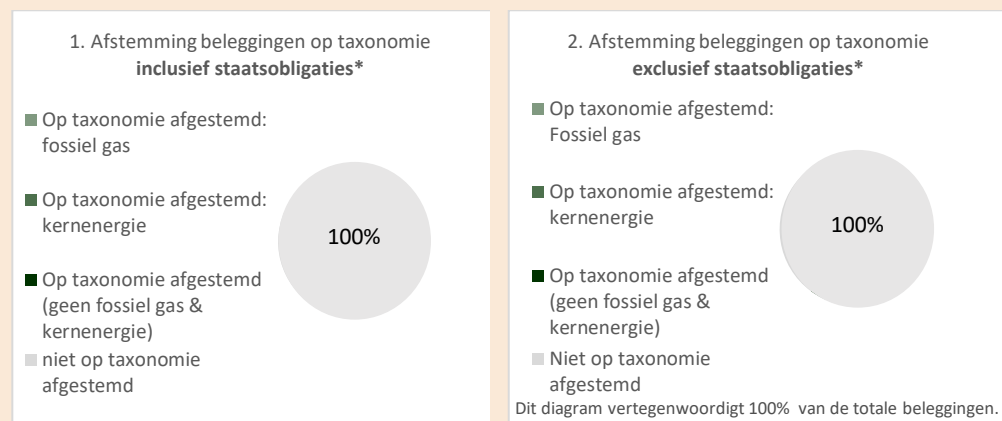 1. Afstemming beleggingen op taxonomie
inclusief staatsobligaties*
Op taxonomie afgestemd:
fossiel gas
Op taxonomie afgestemd:
kernenergie
Op taxonomie afgestemd
(geen fossiel gas &
kernenergie)
niet op taxonomie
afgestemd
100%
2. Afstemming beleggingen op taxonomie
exclusief staatsobligaties*
Op taxonomie afgestemd:
Fossiel gas
Op taxonomie afgestemd:
kernenergie
Op taxonomie afgestemd
(geen fossiel gas &
kernenergie)
Niet op taxonomie
afgestemd
100%
Dit diagram vertegenwoordigt 100% van de totale beleggingen.